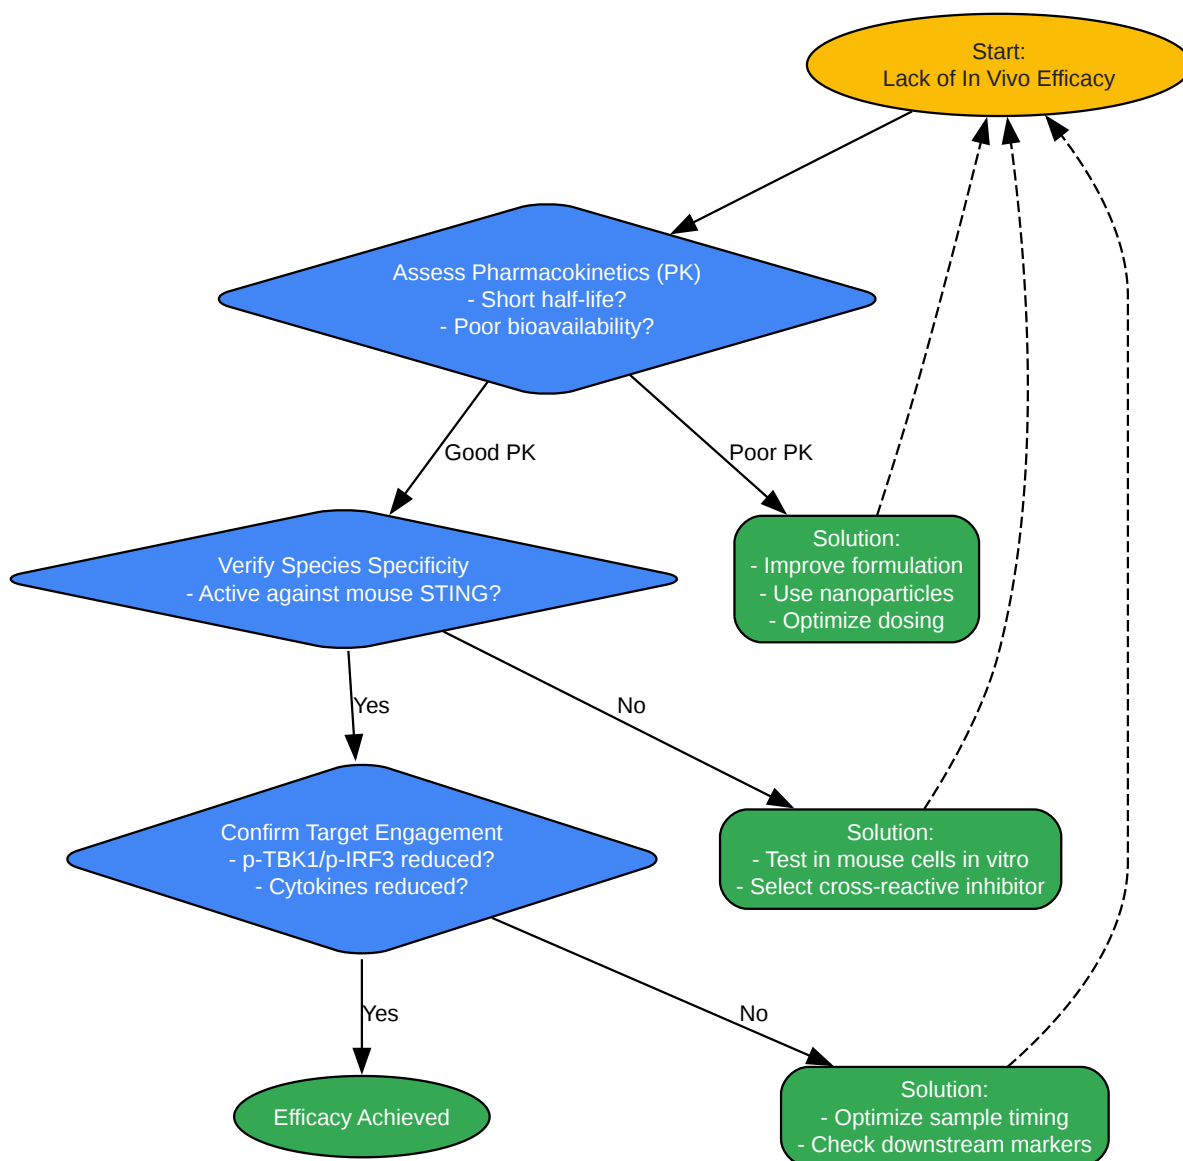 Start:
Lack of In Vivo Efficacy
Assess Pharmacokinetics (PK)
- Short half-life?
- Poor bioavailability?
Good PK
Poor PK
Verify Species Specificity
- Active against mouse STING?
Solution:
- Improve formulation
- Use nanoparticles
- Optimize dosing
Yes
No
Confirm Target Engagement
- p-TBK1/p-IRF3 reduced?
- Cytokines reduced?
Solution:
- Test in mouse cells in vitro
- Select cross-reactive inhibitor
Yes
No
Efficacy Achieved
Solution:
- Optimize sample timing
- Check downstream markers